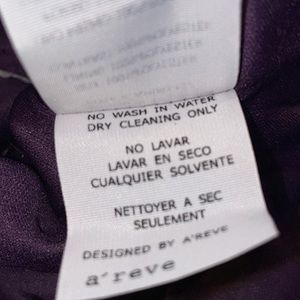 NO WASH IN WATER
DRY CLEANING ONLY
NO LAVAR
LAVAR EN SECO
CUALQUIER SOLVENTE
NETTOYER A SEC
SEULEMENT
DESIGNED BY A'REVE
a'reve